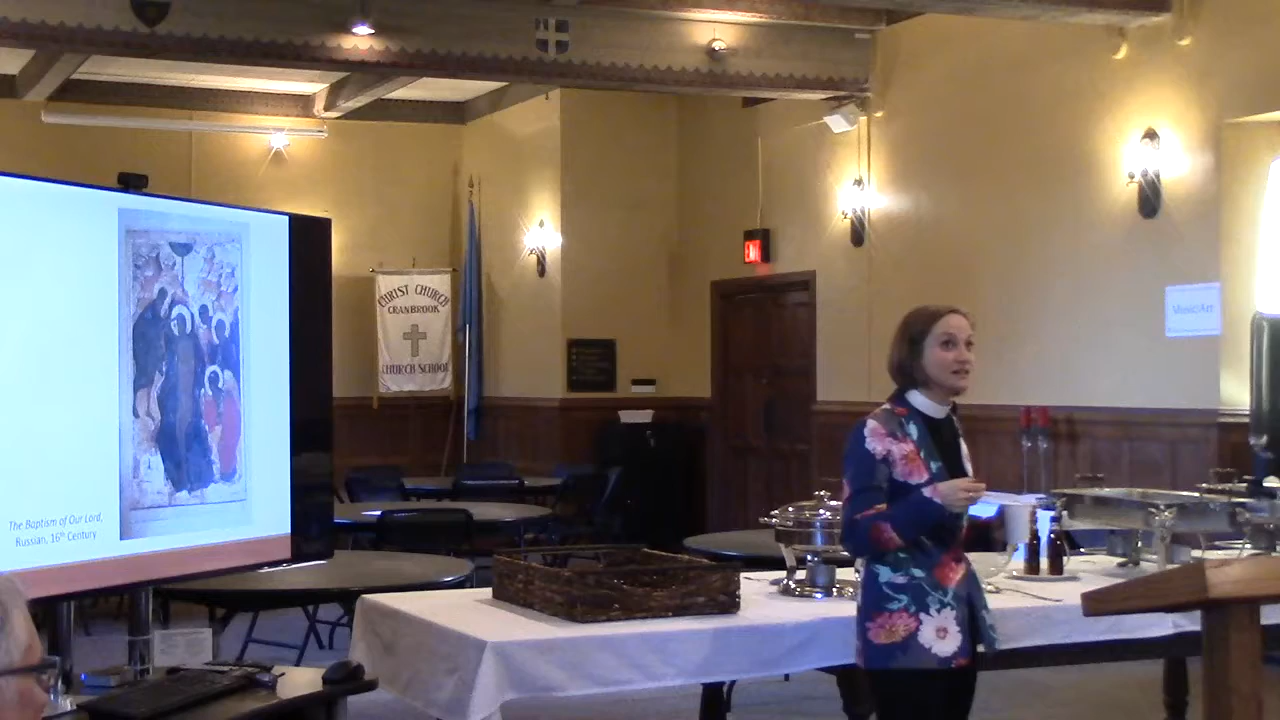 The Baptism of Our Lord,
Russian, 16th Century
CHRIST CHURCH
CRANBROOK
CHURCH SCHOOL
EXIT
Music/Art